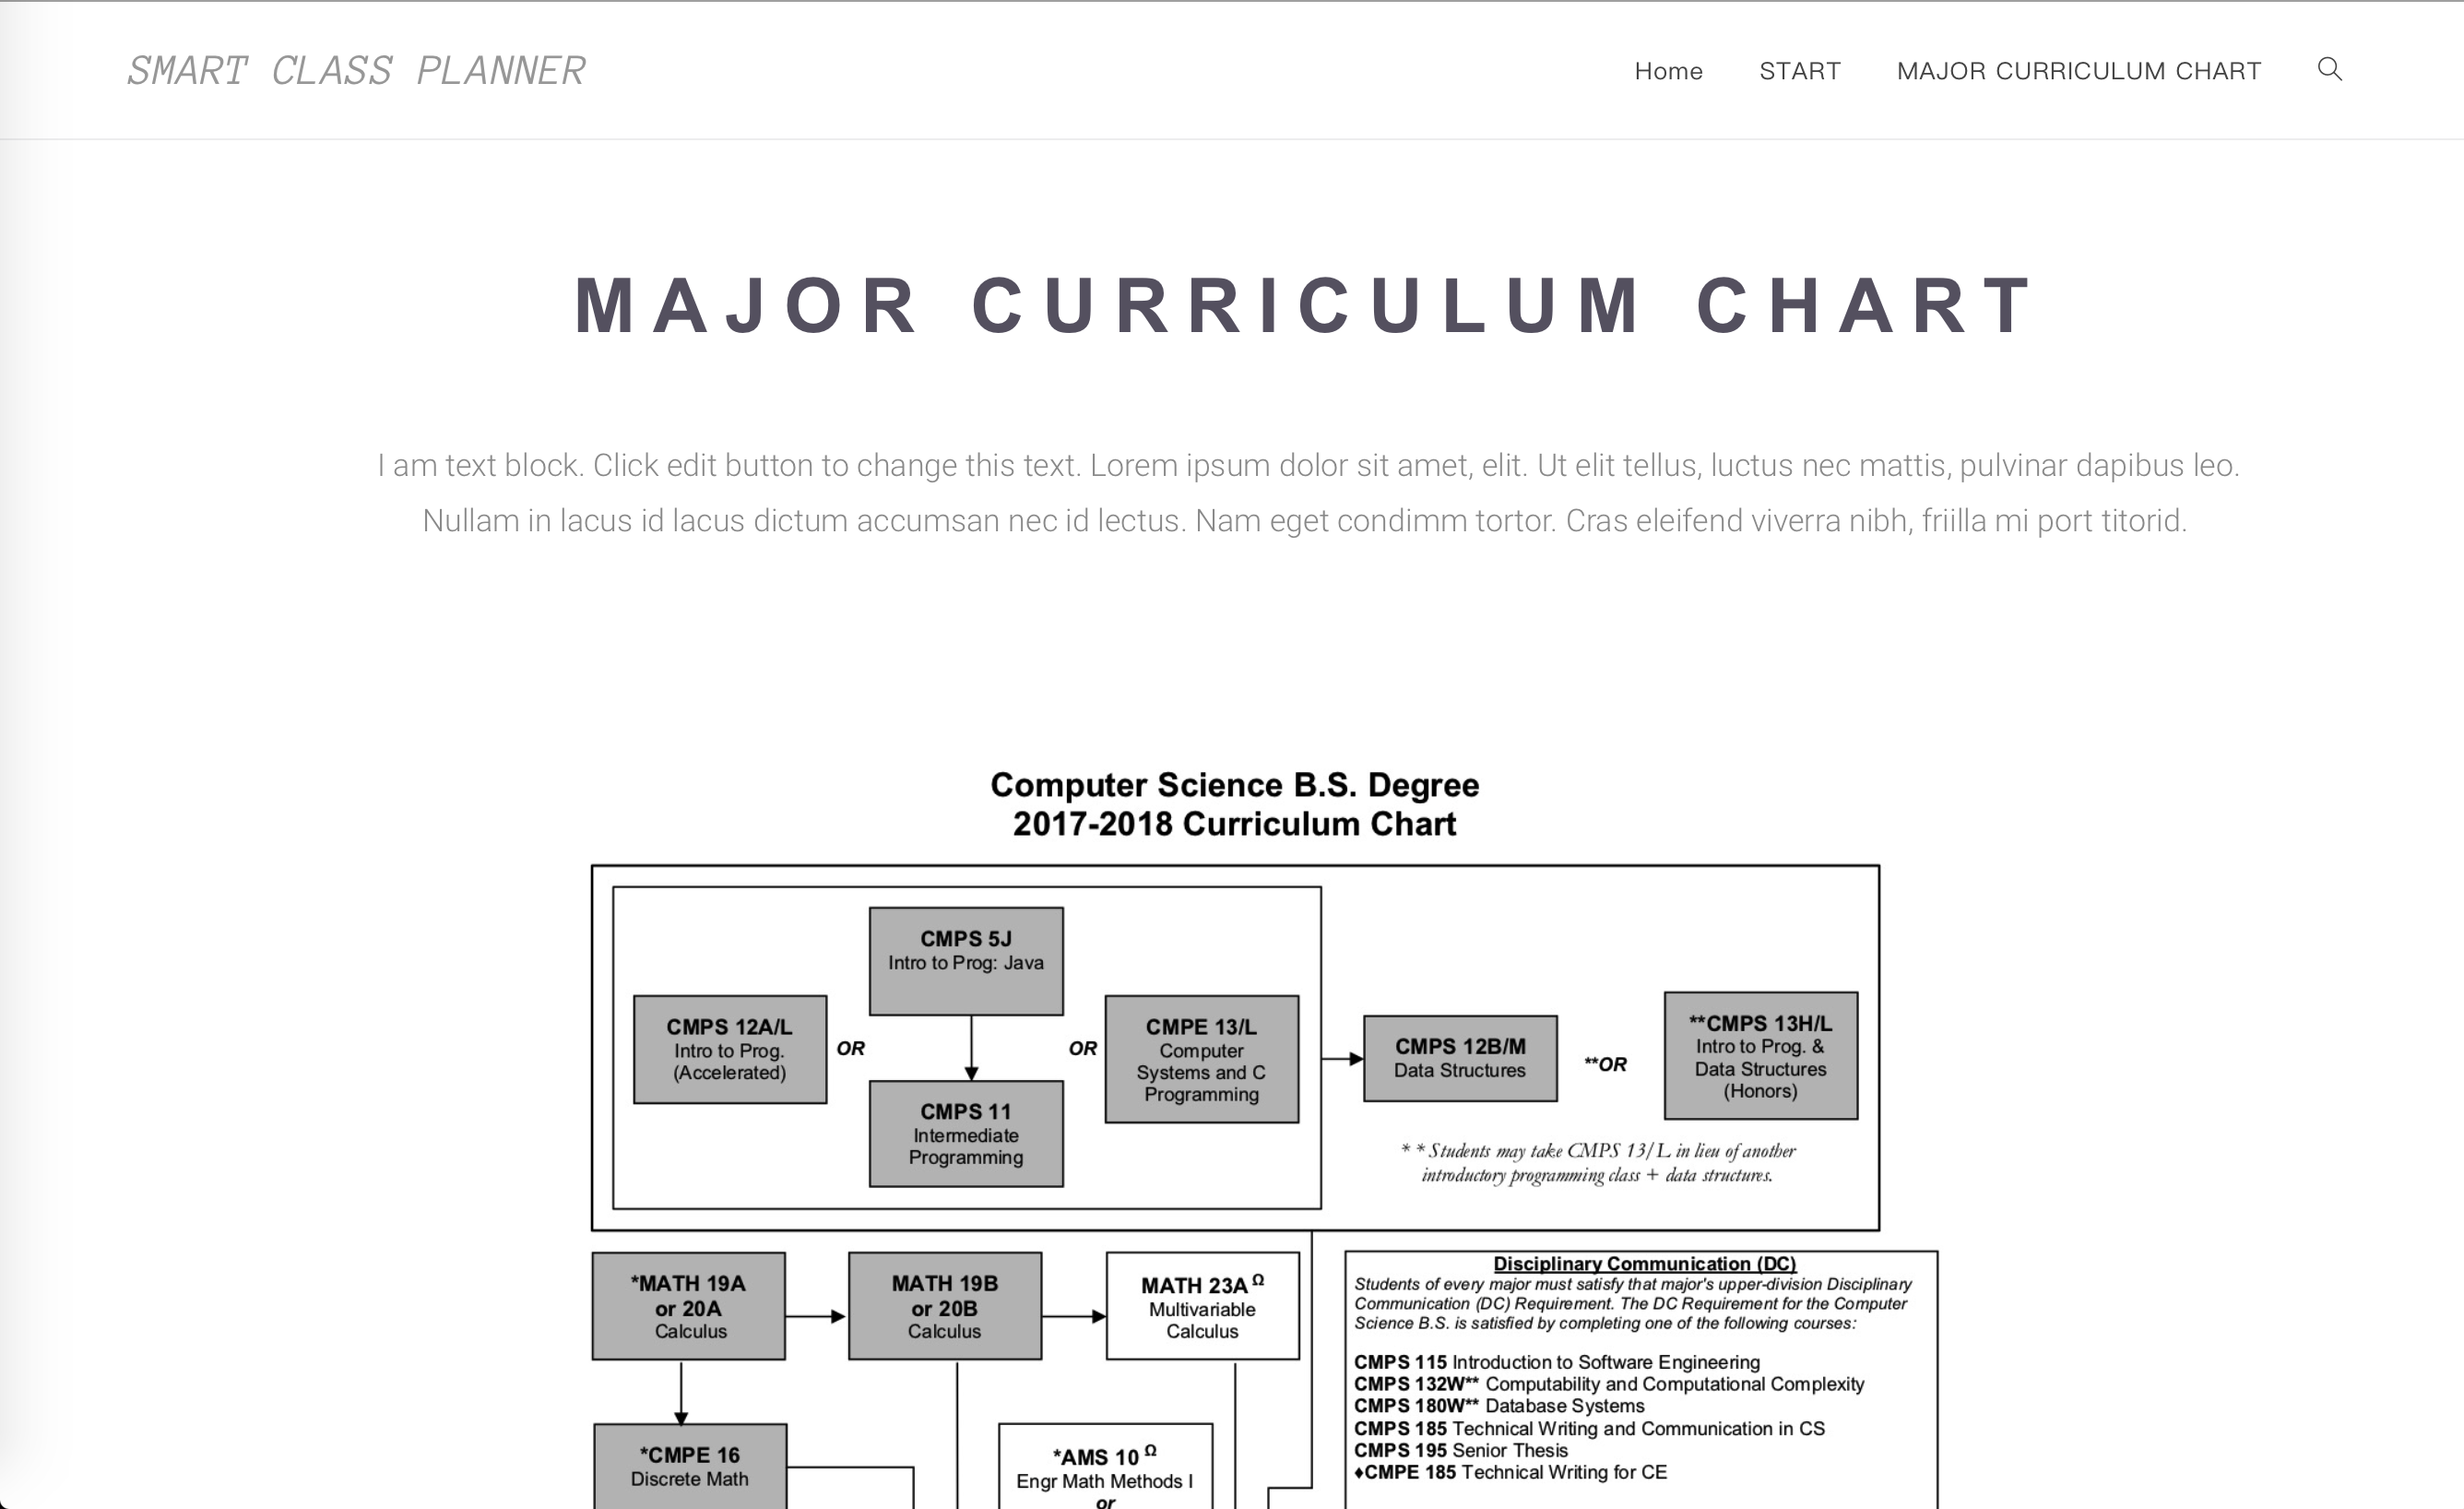 SMART CLASS PLANNER
Home START MAJOR CURRICULUM CHART
MAJOR CURRICULUM CHART
I am text block. Click edit button to change this text. Lorem ipsum dolor sit amet, elit. Ut elit tellus, luctus nec mattis, pulvinar dapibus leo.
Nullam in lacus id lacus dictum accumsan nec id lectus. Nam eget condimm tortor. Cras eleifend viverra nibh, friilla mi port titorid.
Computer Science B.S. Degree
2017-2018 Curriculum Chart
CMPS 5J
Intro to Prog: Java
CMPS 12A/L
Intro to Prog.
(Accelerated)
OR
CMPS 11
Intermediate
Programming
OR
CMPE 13/L
Computer
Systems and C
Programming
CMPS 12B/M
Data Structures
**OR
**CMPS 13H/L
Intro to Prog. &
Data Structures
(Honors)
* * Students may take CMPS 13/L in lieu of another
introductory programming class + data structures.
*MATH 19A
or 20A
Calculus
MATH 19B
or 20B
Calculus
MATH 23A Ω
Multivariable
Calculus
Disciplinary Communication (DC)
Students of every major must satisfy that major's upper-division Disciplinary
Communication (DC) Requirement. The DC Requirement for the Computer
Science B.S. is satisfied by completing one of the following courses:
CMPS 115 Introduction to Software Engineering
CMPS 132W** Computability and Computational Complexity
CMPS 180W** Database Systems
CMPS 185 Technical Writing and Communication in CS
CMPS 195 Senior Thesis
♦CMPE 185 Technical Writing for CE
*CMPE 16
Discrete Math
*AMS 10 Ω
Engr Math Methods I
or